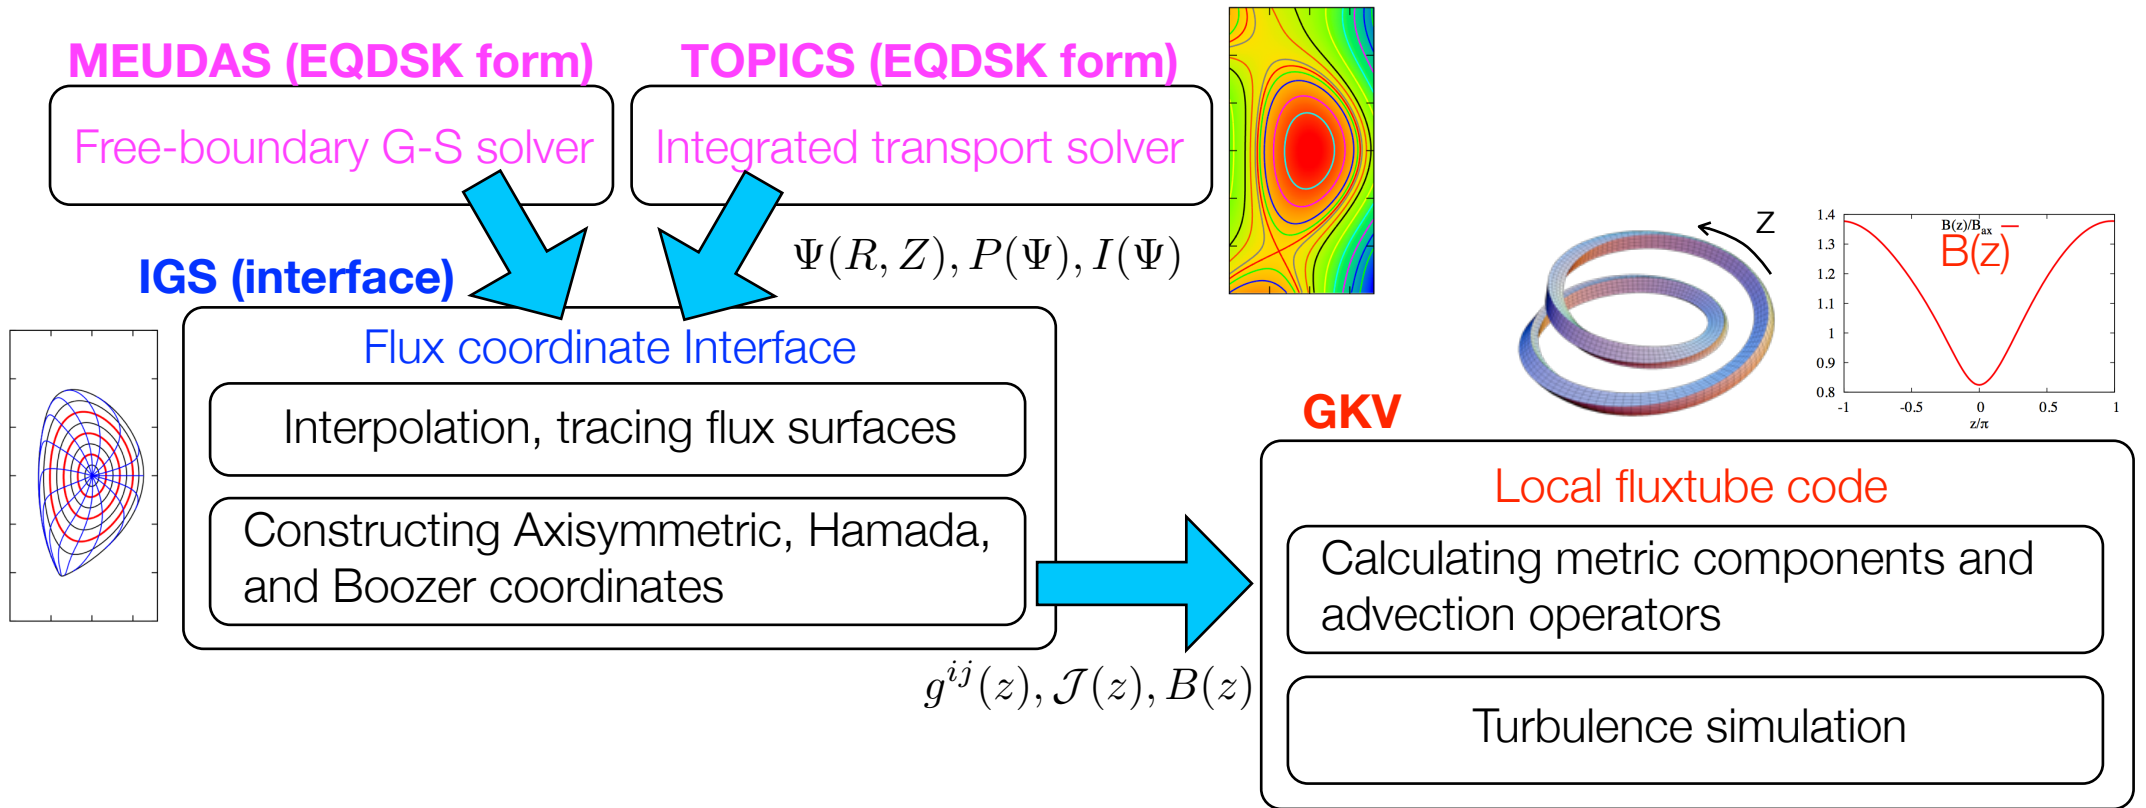 MEUDAS (EQDSK form)
Free-boundary G-S solver
TOPICS (EQDSK form)
Integrated transport solver
Ψ(R, Z), P(Ψ), I(Ψ)
IGS (interface)
Flux coordinate Interface
Interpolation, tracing flux surfaces
Constructing Axisymmetric, Hamada,
and Boozer coordinates
g^{ij}(z), 𝒥(z), B(z)
z
B(z)/B_{ax}
B(z)
1.4
1.3
1.2
1.1
1
0.9
0.8
-1 -0.5 0 0.5 1
z/π
GKV
Local fluxtube code
Calculating metric components and
advection operators
Turbulence simulation